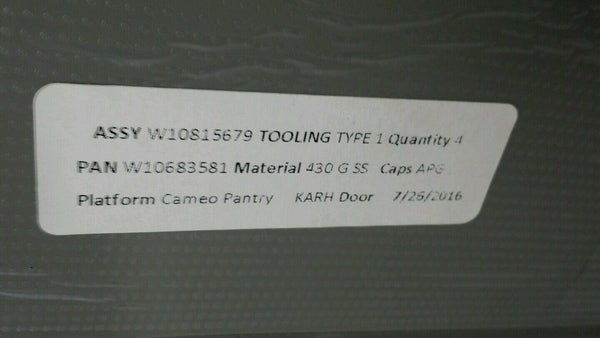 ASSY W10815679 TOOLING TYPE 1 Quantity 4
PAN W10683581 Material 430 G SS Caps APG
Platform Cameo Pantry KARH Door 7/26/2016